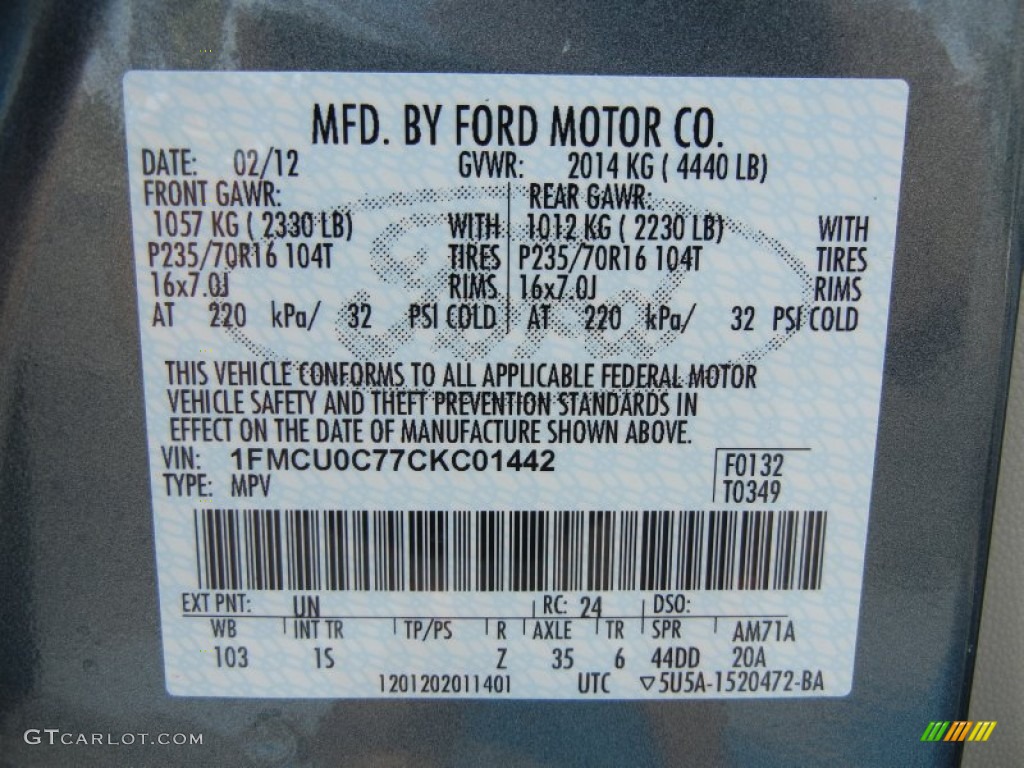 MFD. BY FORD MOTOR CO.
DATE: 02/12 GVWR: 2014 KG ( 4440 LB)
FRONT GAWR: REAR GAWR:
1057 KG ( 2330 LB) WITH 1012 KG ( 2230 LB) WITH
P235/70R16 104T TIRES P235/70R16 104T TIRES
16x7.0J RIMS 16x7.0J RIMS
AT 220 kPa/ 32 PSI COLD AT 220 kPa/ 32 PSI COLD
Ford
THIS VEHICLE CONFORMS TO ALL APPLICABLE FEDERAL MOTOR
VEHICLE SAFETY AND THEFT PREVENTION STANDARDS IN
EFFECT ON THE DATE OF MANUFACTURE SHOWN ABOVE.
VIN: 1FMCU0C77CKC01442 F0132
TYPE: MPV T0349
EXT PNT: UN RC: 24 DSO:
WB INT TR TP/PS R AXLE TR SPR AM71A
103 1S Z 35 6 44DD 20A
1201202011401 UTC ▽5U5A-1520472-BA
GTCARLOT.COM